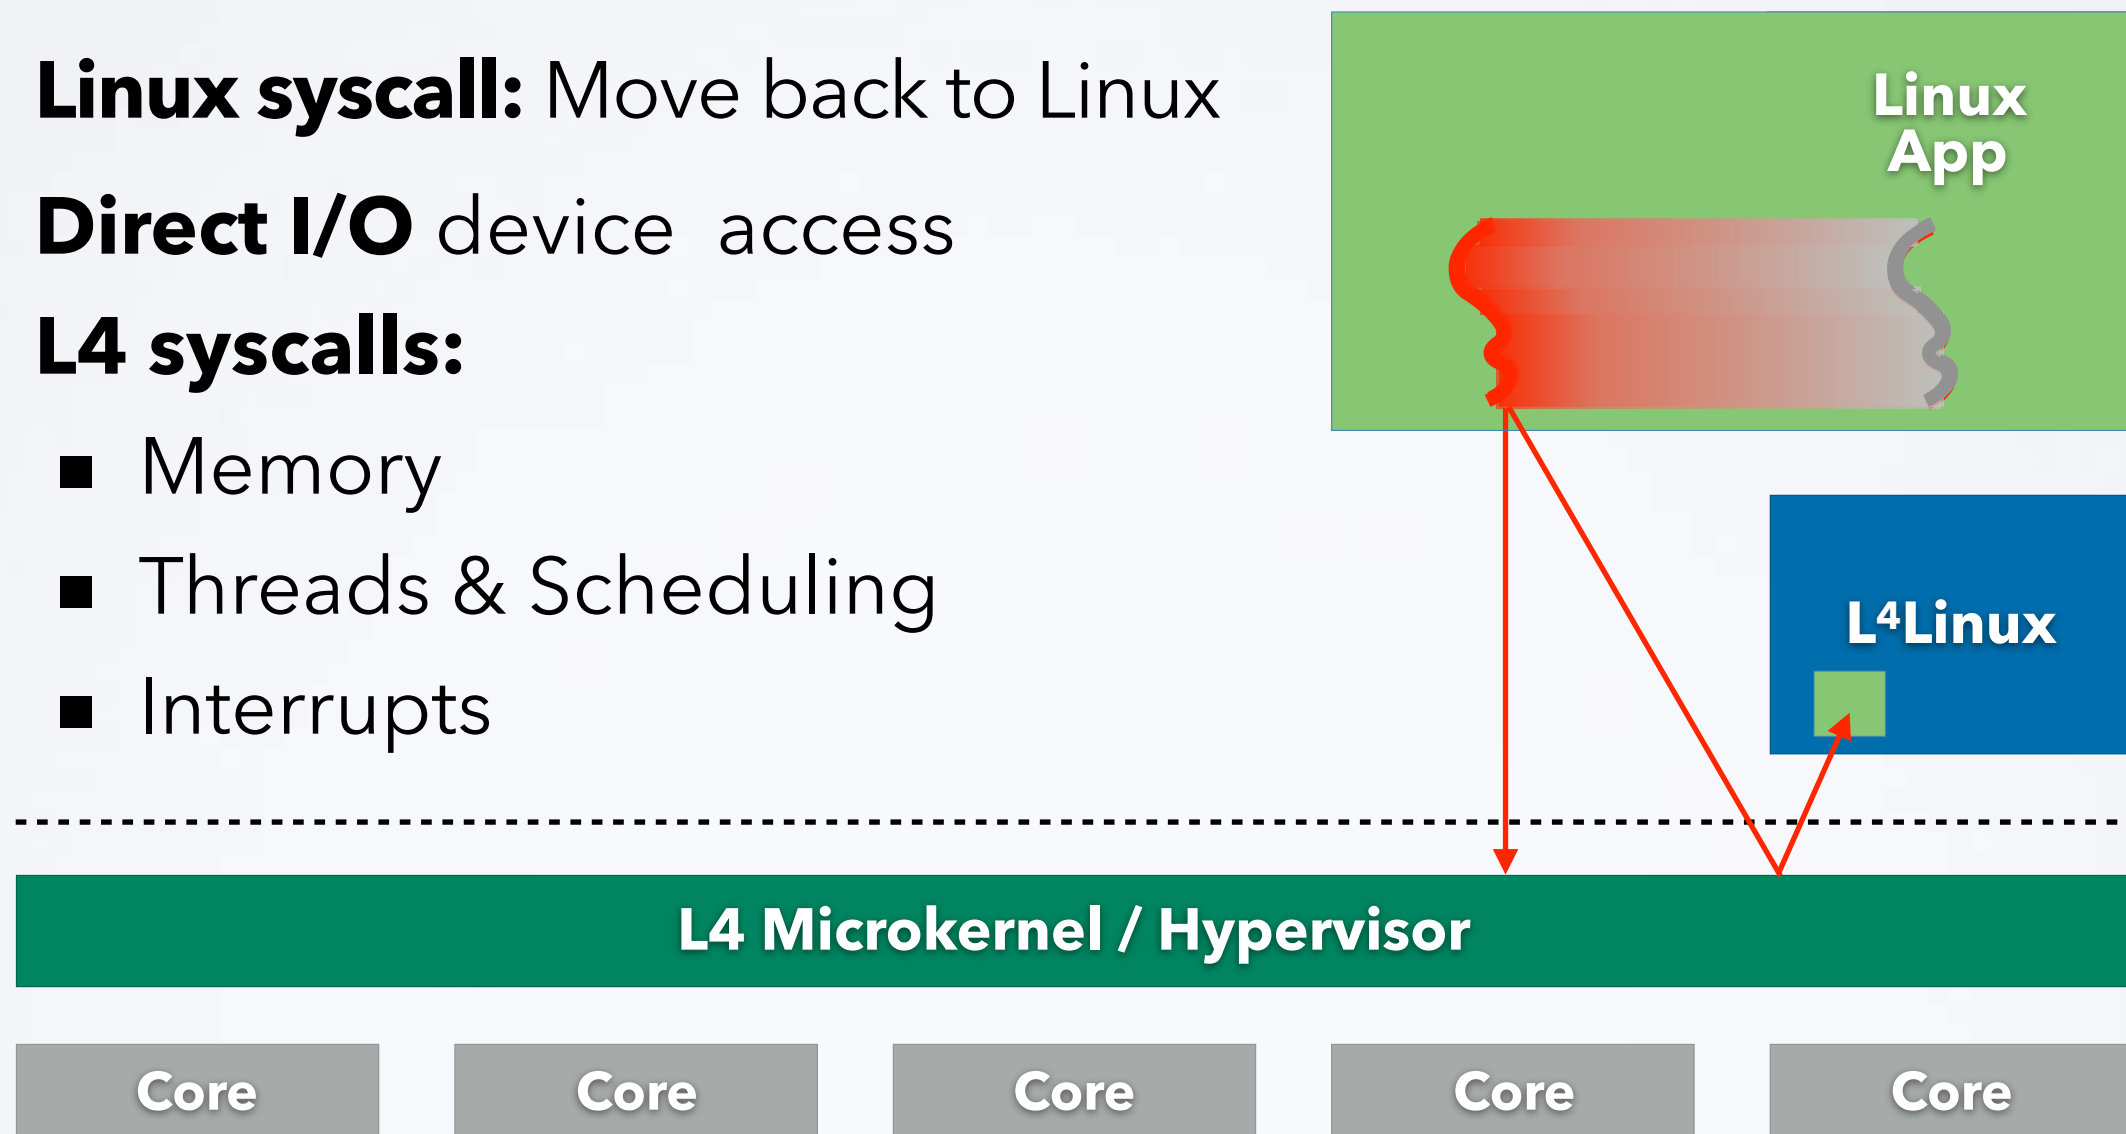 Linux syscall: Move back to Linux
Direct I/O device access
L4 syscalls:
■ Memory
■ Threads & Scheduling
■ Interrupts
Linux
App
L⁴Linux
L4 Microkernel / Hypervisor
Core
Core
Core
Core
Core